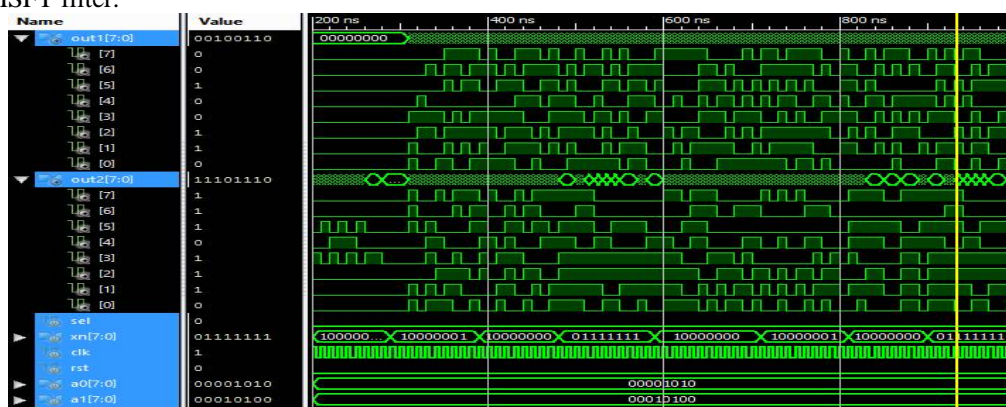 ISFT filter.
Name Value 200 ns 400 ns 600 ns 800 ns
out1[7:0] 00100110 00000000
[7] 0
[6] 0
[5] 1
[4] 0
[3] 0
[2] 1
[1] 1
[0] 0
out2[7:0] 11101110 ...
[7] 1
[6] 1
[5] 1
[4] 0
[3] 1
[2] 1
[1] 1
[0] 0
sel 0
xn[7:0] 01111111 100000... 10000001 10000000 01111111 10000000 10000001 10000000 01111111
clk 1
rst 0
a0[7:0] 00001010 00001010
a1[7:0] 00010100 00010100